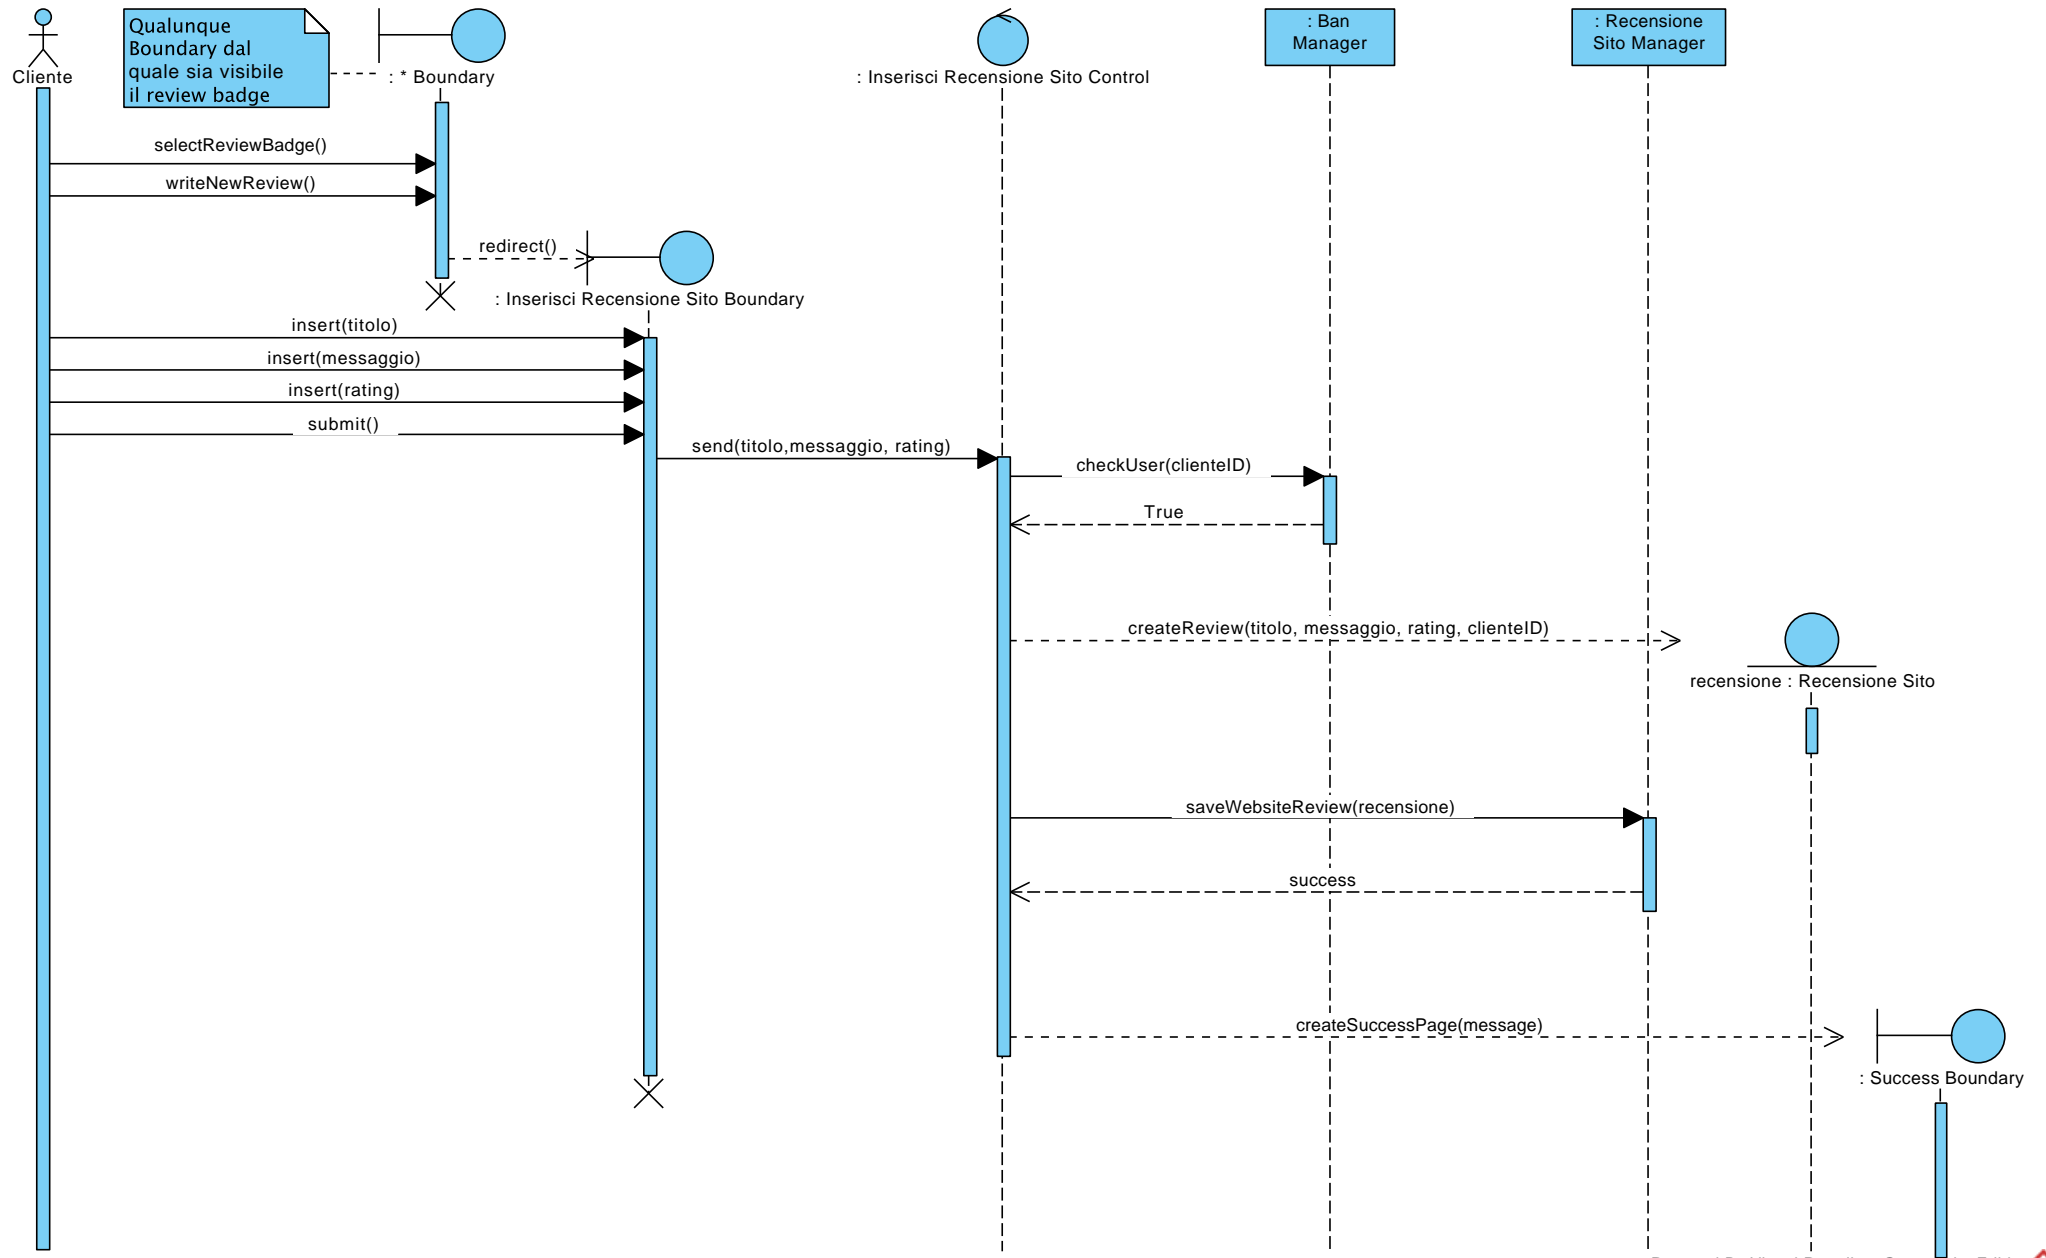 Cliente
Qualunque
Boundary dal
quale sia visibile
il review badge
: * Boundary
: Inserisci Recensione Sito Control
: Ban
Manager
: Recensione
Sito Manager
selectReviewBadge()
writeNewReview()
redirect()
: Inserisci Recensione Sito Boundary
insert(titolo)
insert(messaggio)
insert(rating)
submit()
send(titolo,messaggio, rating)
checkUser(clienteID)
True
createReview(titolo, messaggio, rating, clienteID)
recensione : Recensione Sito
saveWebsiteReview(recensione)
success
createSuccessPage(message)
: Success Boundary